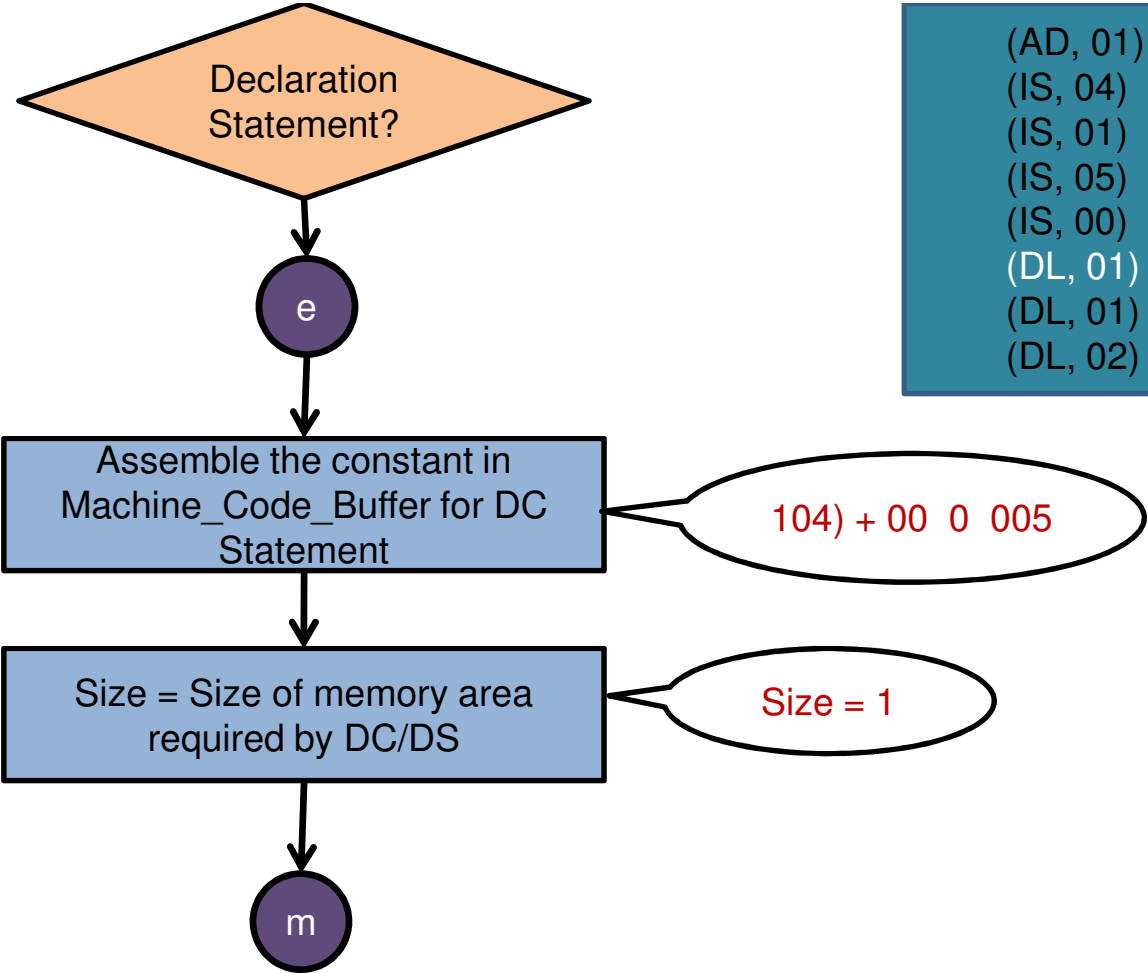 Declaration
Statement?
e
Assemble the constant in
Machine_Code_Buffer for DC
Statement
Size = Size of memory area
required by DC/DS
m
(AD, 01)
(IS, 04)
(IS, 01)
(IS, 05)
(IS, 00)
(DL, 01)
(DL, 01)
(DL, 02)
104) + 00 0 005
Size = 1